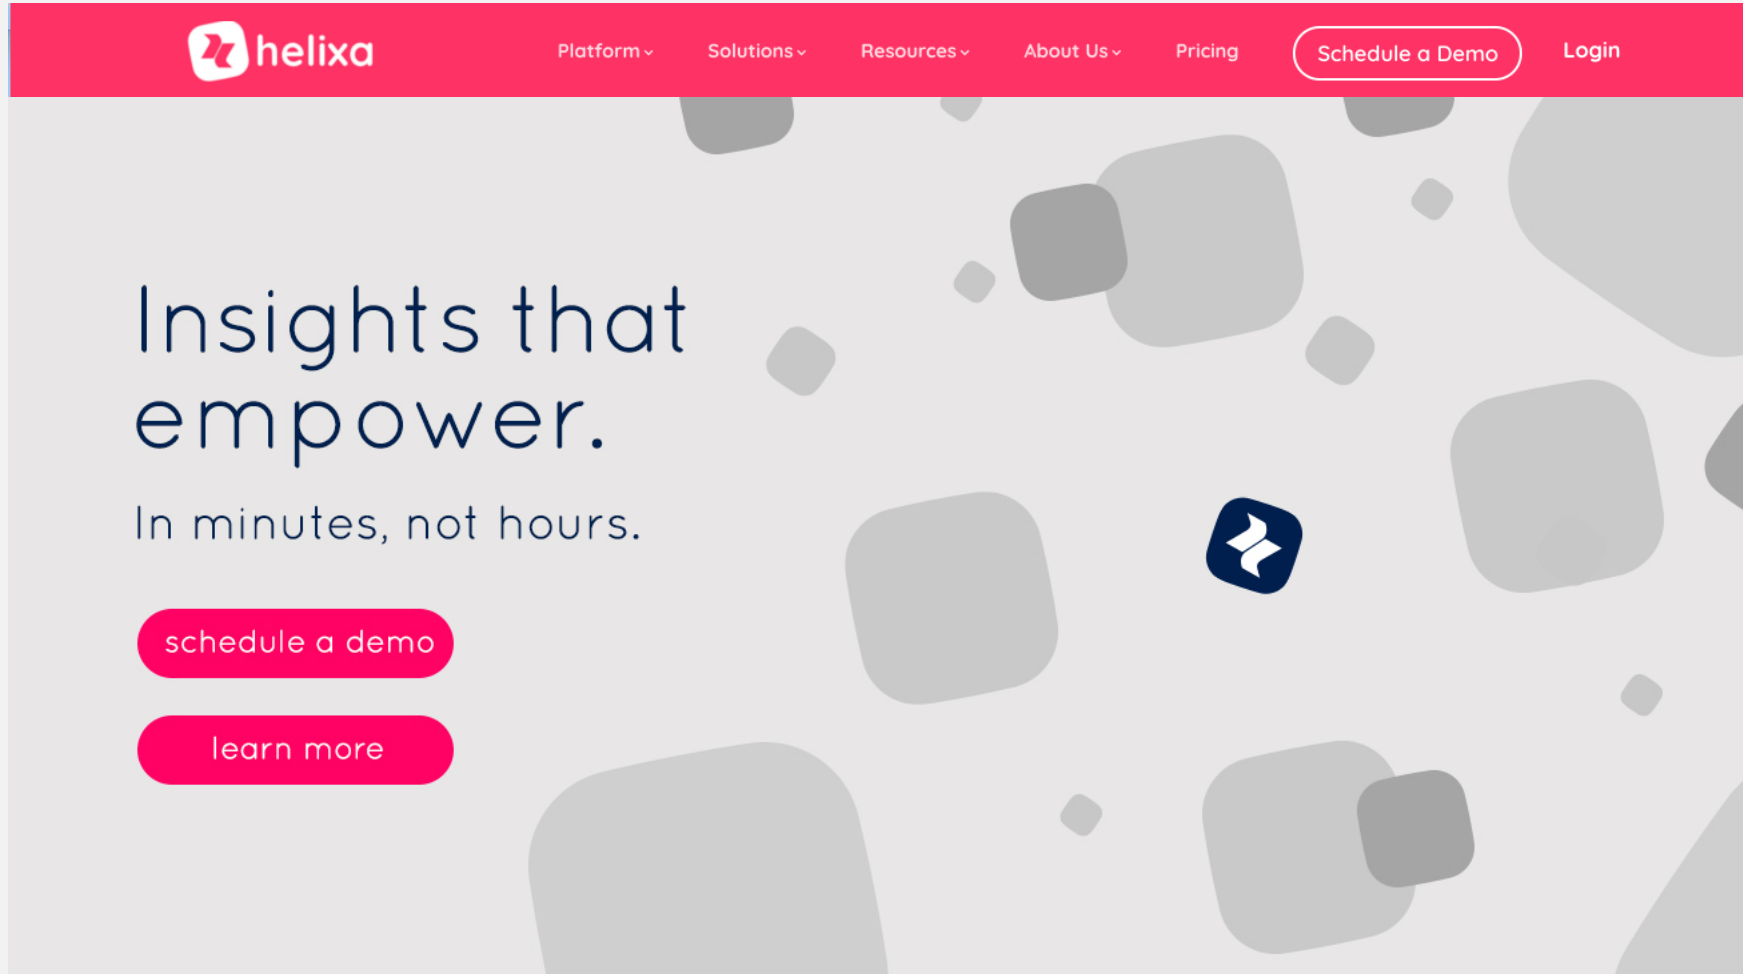 helixa
Platform
Solutions
Resources
About Us
Pricing
Schedule a Demo
Login
Insights that
empower.
In minutes, not hours.
schedule a demo
learn more